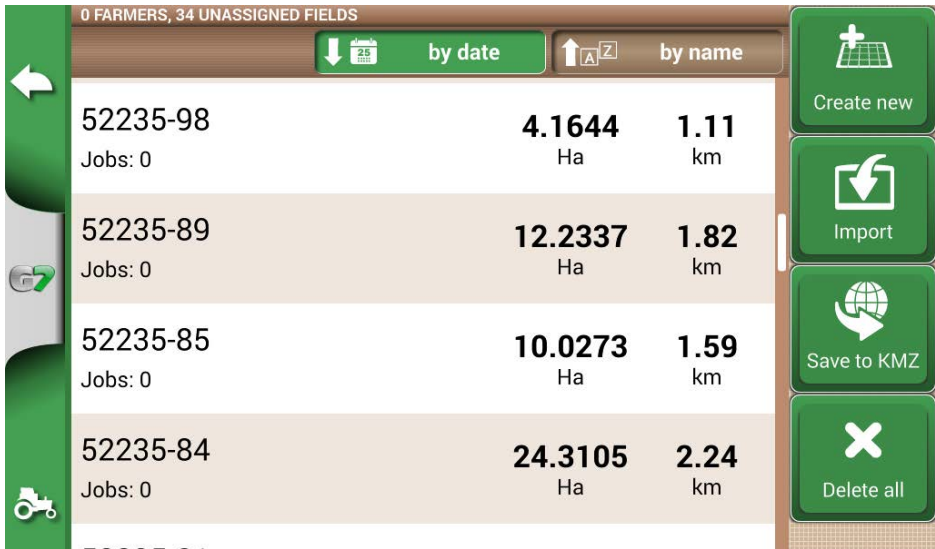 0 FARMERS, 34 UNASSIGNED FIELDS
25 by date
A Z by name
52235-98
Jobs: 0
4.1644
Ha
1.11
km
52235-89
Jobs: 0
12.2337
Ha
1.82
km
52235-85
Jobs: 0
10.0273
Ha
1.59
km
52235-84
Jobs: 0
24.3105
Ha
2.24
km
G7
Create new
Import
Save to KMZ
Delete all